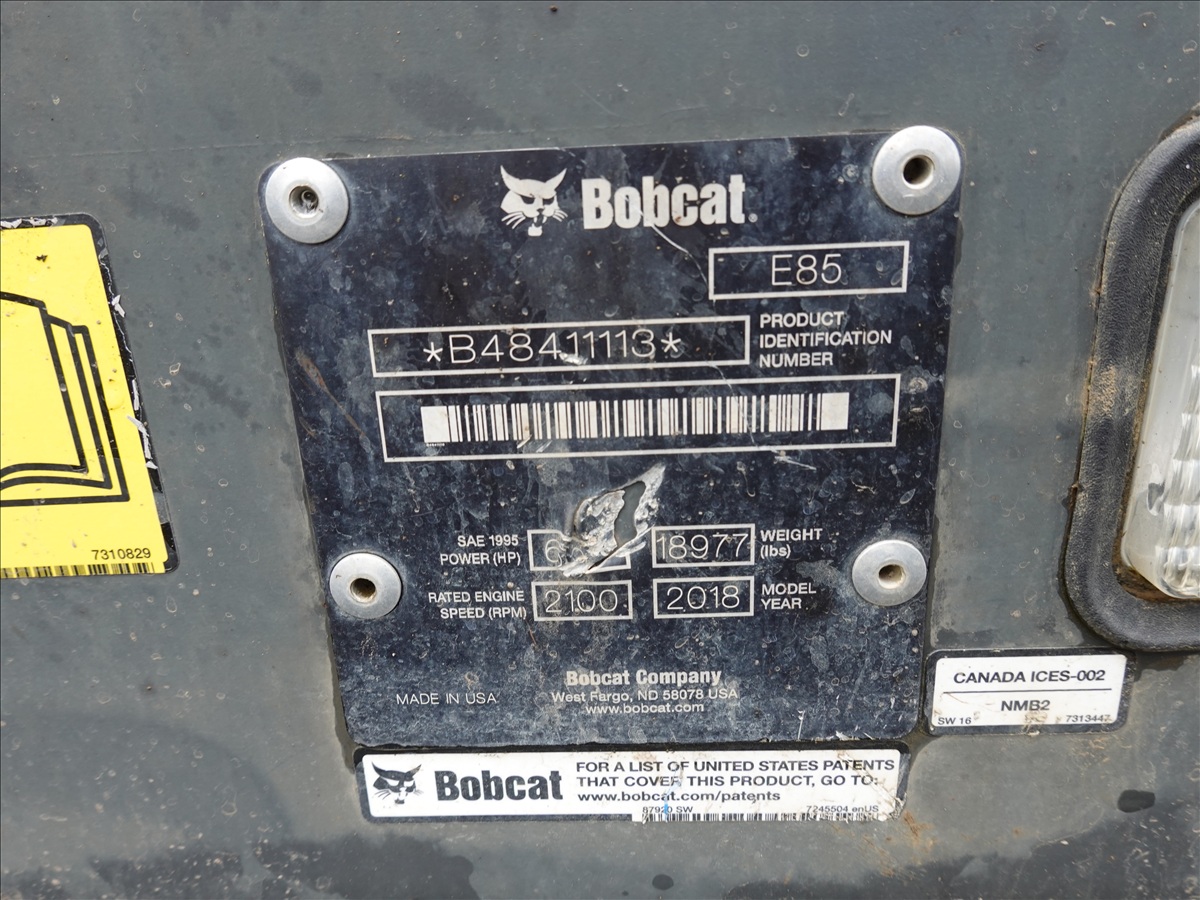 Bobcat®
E85
*B48411113*
PRODUCT
IDENTIFICATION
NUMBER
SAE 1995
POWER (HP)
18977
WEIGHT
(lbs)
RATED ENGINE
SPEED (RPM)
2100
2018
MODEL
YEAR
Bobcat Company
West Fargo, ND 58078 USA
www.bobcat.com
MADE IN USA
7310829
CANADA ICES-002
NMB2
SW 16
7313447
Bobcat
FOR A LIST OF UNITED STATES PATENTS
THAT COVER THIS PRODUCT, GO TO:
www.bobcat.com/patents
87920 SW
7245504 enUS